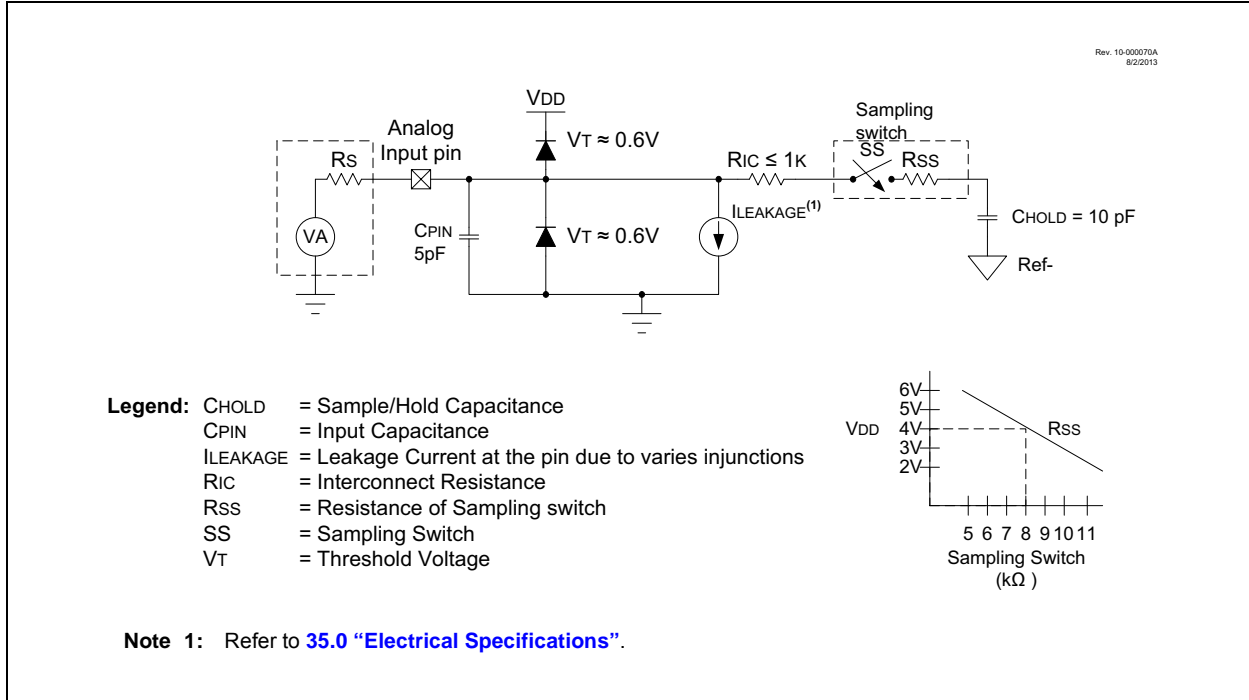 Rev. 10-000070A
8/2/2013
VDD
Sampling
switch
Analog
Input pin
VT ≈ 0.6V
RS
RIC ≤ 1K
SS
RSS
VA
CPIN
5pF
VT ≈ 0.6V
ILEAKAGE(1)
CHOLD = 10 pF
Ref-
Legend: CHOLD = Sample/Hold Capacitance
CPIN = Input Capacitance
ILEAKAGE = Leakage Current at the pin due to varies injunctions
RIC = Interconnect Resistance
RSS = Resistance of Sampling switch
SS = Sampling Switch
VT = Threshold Voltage
6V
5V
VDD 4V RSS
3V
2V
5 6 7 8 9 10 11
Sampling Switch
(kΩ )
Note 1: Refer to 35.0 “Electrical Specifications”.